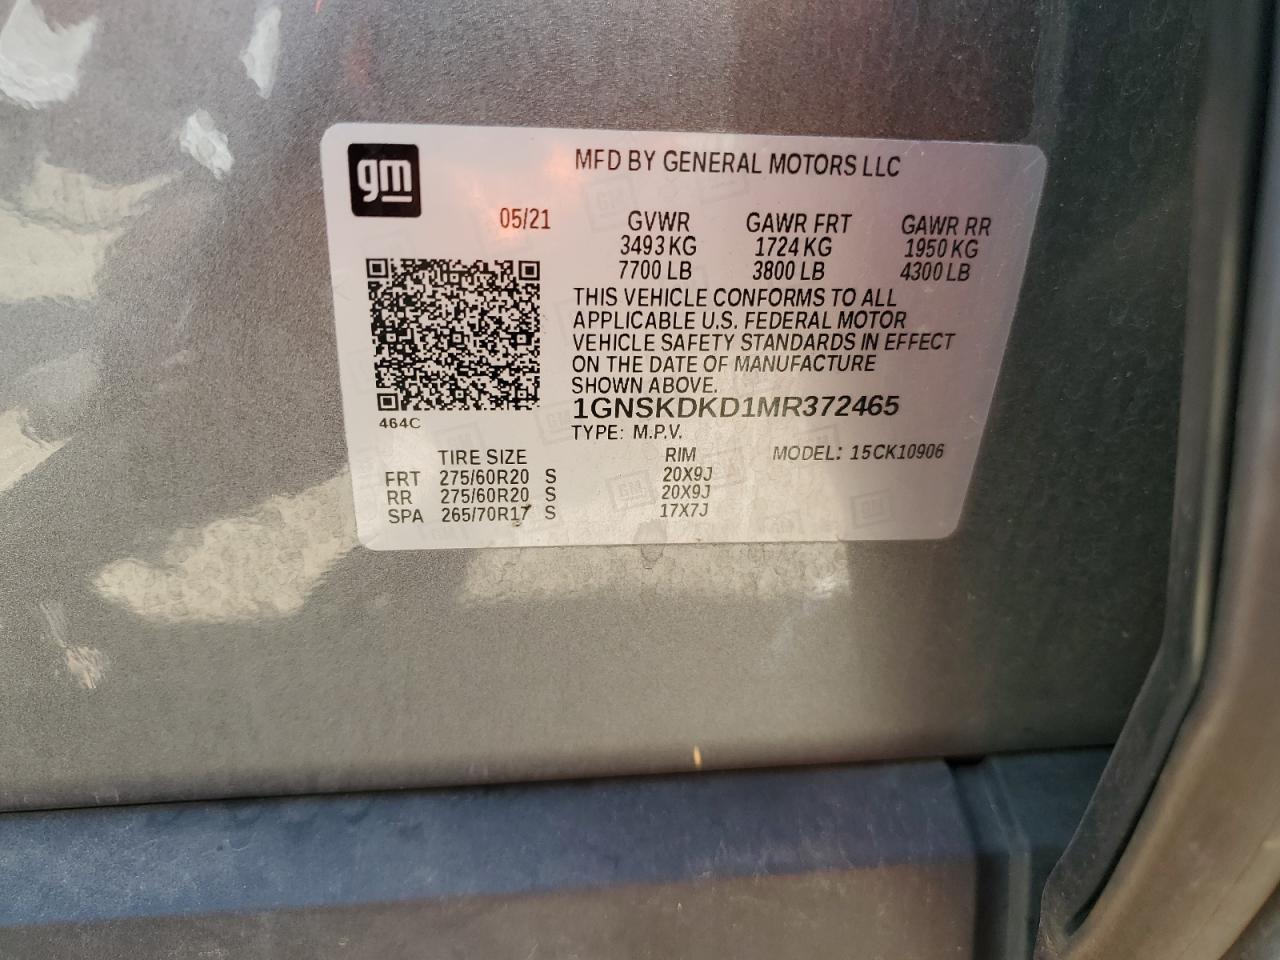 gm
MFD BY GENERAL MOTORS LLC
05/21
GVWR GAWR FRT GAWR RR
3493 KG 1724 KG 1950 KG
7700 LB 3800 LB 4300 LB
THIS VEHICLE CONFORMS TO ALL
APPLICABLE U.S. FEDERAL MOTOR
VEHICLE SAFETY STANDARDS IN EFFECT
ON THE DATE OF MANUFACTURE
SHOWN ABOVE.
1GNSKDKD1MR372465
464C
TYPE: M.P.V.
TIRE SIZE RIM MODEL: 15CK10906
FRT 275/60R20 S 20X9J
RR 275/60R20 S 20X9J
SPA 265/70R17 S 17X7J